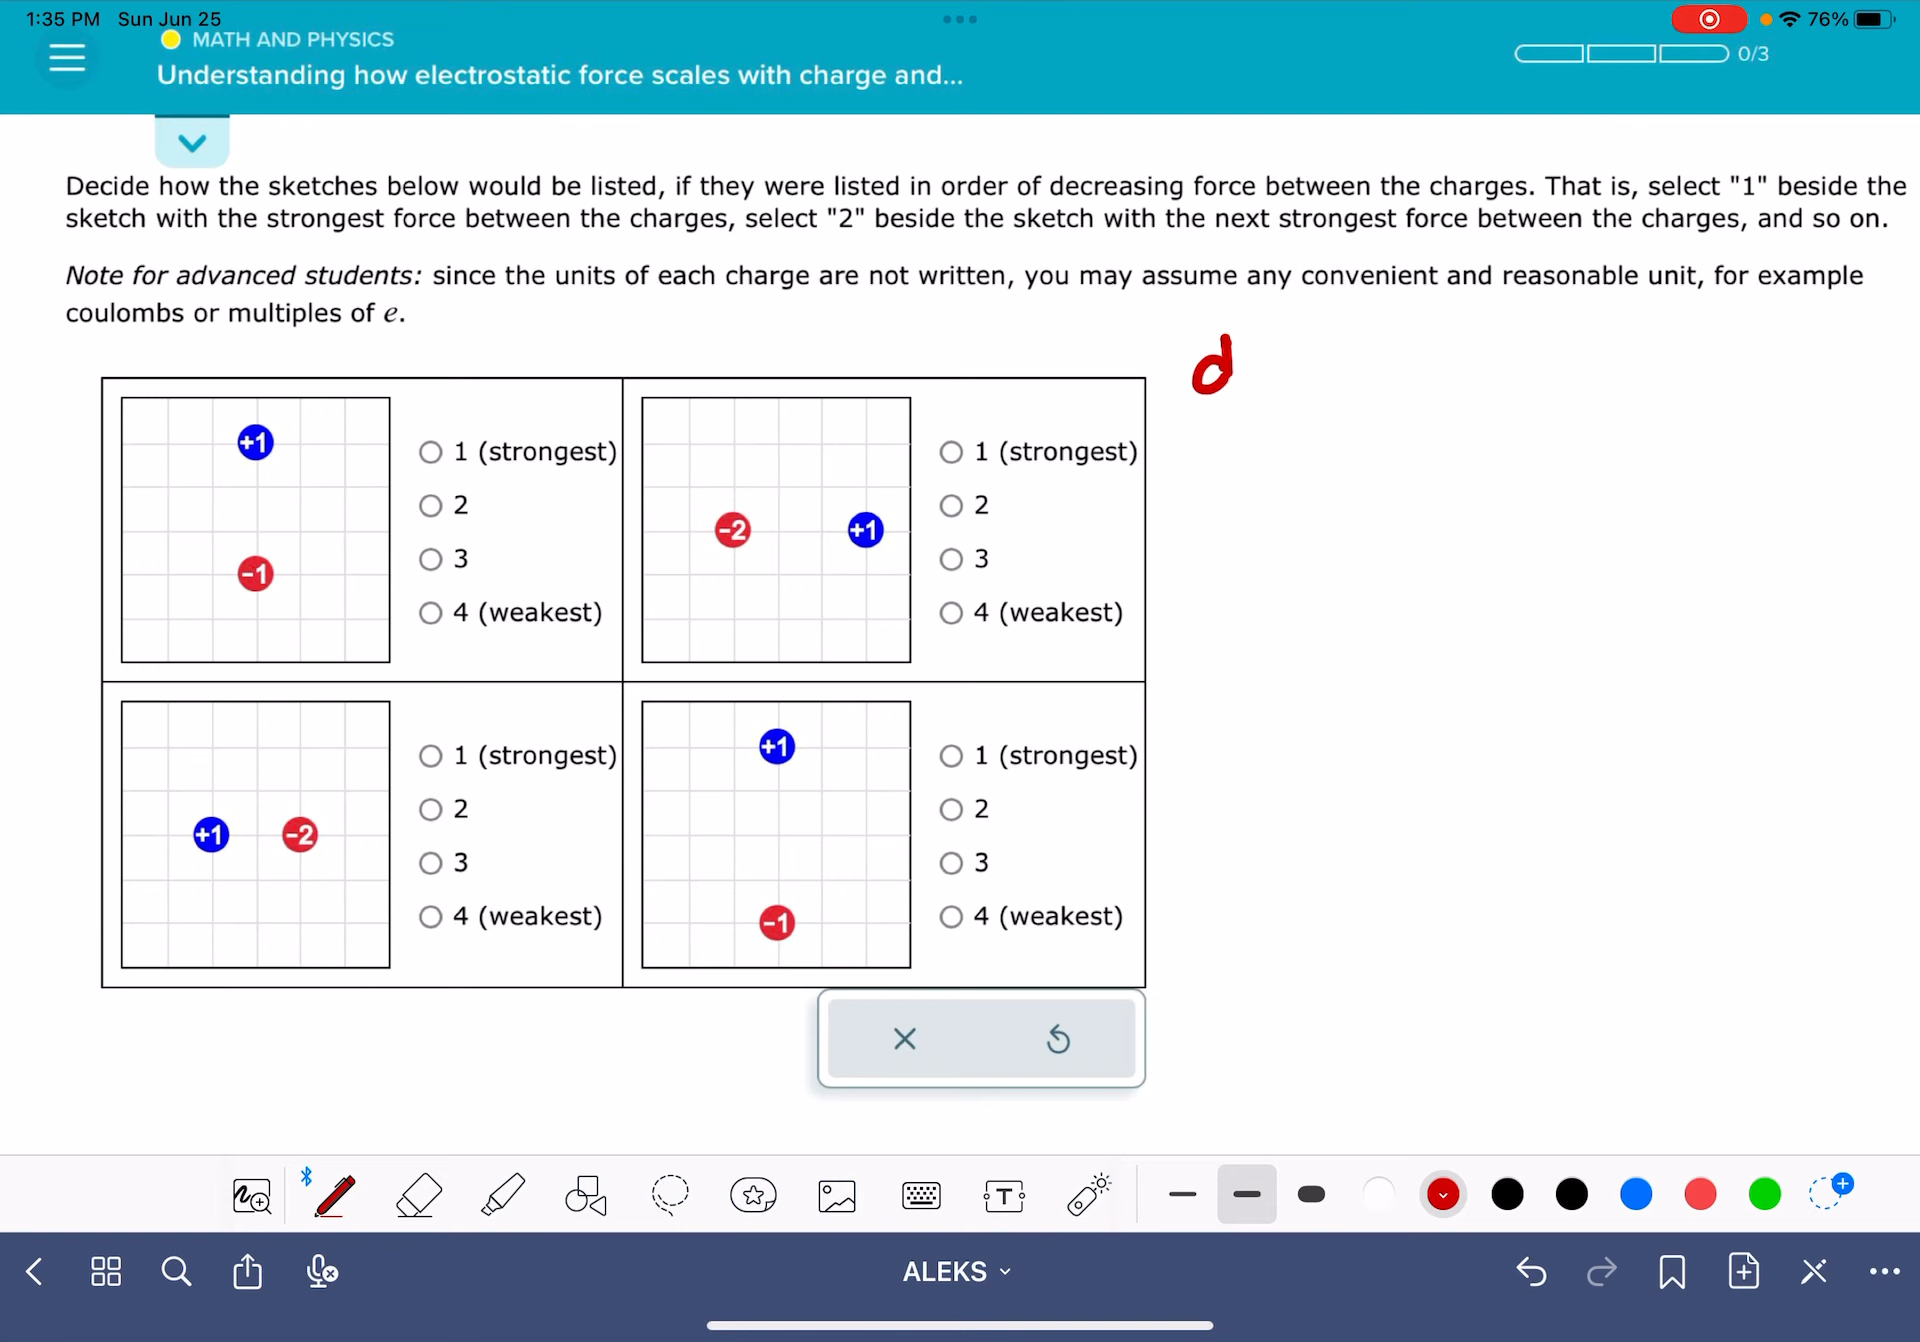 1:35 PM Sun Jun 25
76%
MATH AND PHYSICS
Understanding how electrostatic force scales with charge and...
0/3
Decide how the sketches below would be listed, if they were listed in order of decreasing force between the charges. That is, select "1" beside the
sketch with the strongest force between the charges, select "2" beside the sketch with the next strongest force between the charges, and so on.
Note for advanced students: since the units of each charge are not written, you may assume any convenient and reasonable unit, for example
coulombs or multiples of e.
d
+1
-1
1 (strongest)
2
3
4 (weakest)
-2
+1
1 (strongest)
2
3
4 (weakest)
+1
-2
1 (strongest)
2
3
4 (weakest)
+1
-1
1 (strongest)
2
3
4 (weakest)
T
ALEKS